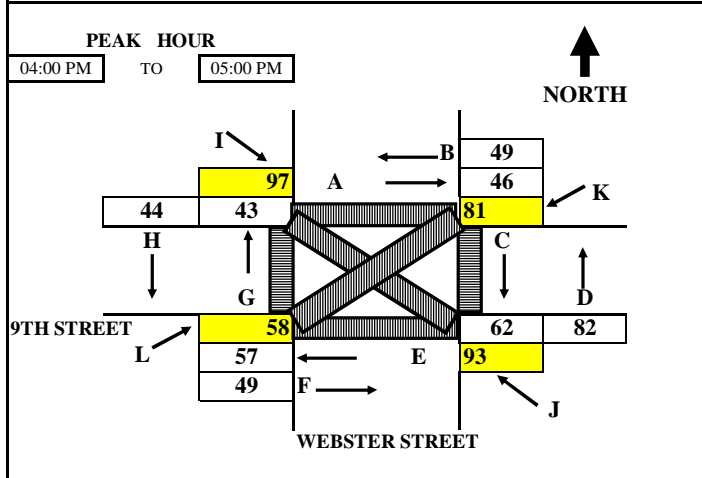 PEAK HOUR
04:00 PM TO 05:00 PM
NORTH
I B 49
97 A 46
K
44 43 81
H C
G D
9TH STREET 58 62 82
L 57 E 93
49 F
J
WEBSTER STREET